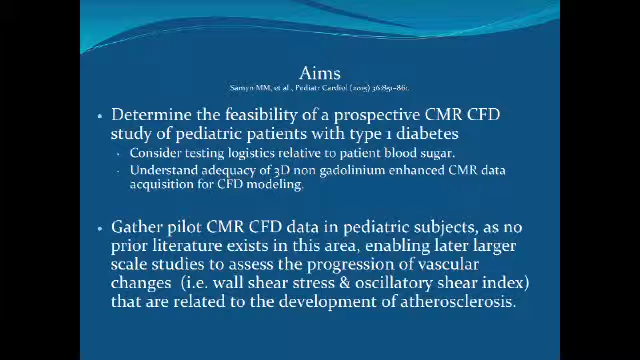 Aims
Samyn MM, et al., Pediatr Cardiol (2015) 36:851–861.
• Determine the feasibility of a prospective CMR CFD
study of pediatric patients with type 1 diabetes
• Consider testing logistics relative to patient blood sugar.
• Understand adequacy of 3D non gadolinium enhanced CMR data
acquisition for CFD modeling.
• Gather pilot CMR CFD data in pediatric subjects, as no
prior literature exists in this area, enabling later larger
scale studies to assess the progression of vascular
changes (i.e. wall shear stress & oscillatory shear index)
that are related to the development of atherosclerosis.